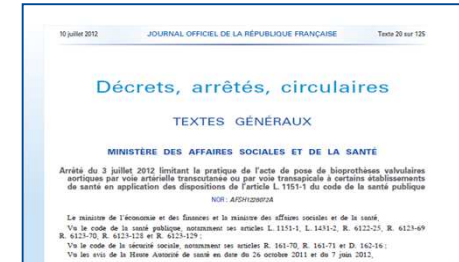 10 juillet 2012 JOURNAL OFFICIEL DE LA RÉPUBLIQUE FRANÇAISE Texte 20 sur 125
Décrets, arrêtés, circulaires
TEXTES GÉNÉRAUX
MINISTÈRE DES AFFAIRES SOCIALES ET DE LA SANTÉ
Arrêté du 3 juillet 2012 limitant la pratique de l'acte de pose de bioprothèses valvulaires
aortiques par voie artérielle transcutanée ou par voie transapicale à certains établissements
de santé en application des dispositions de l'article L. 1151-1 du code de la santé publique
NOR : AFSH1228012A
Le ministre de l'économie et des finances et la ministre des affaires sociales et de la santé,
Vu le code de la santé publique, notamment ses articles L. 1151-1, L. 1431-2, R. 6122-25, R. 6123-69
R. 6123-70, R. 6123-128 et R. 6123-129 ;
Vu le code de la sécurité sociale, notamment ses articles R. 161-70, R. 161-71 et D. 162-16 ;
Vu les avis de la Haute Autorité de santé en date du 26 octobre 2011 et du 7 juin 2012,